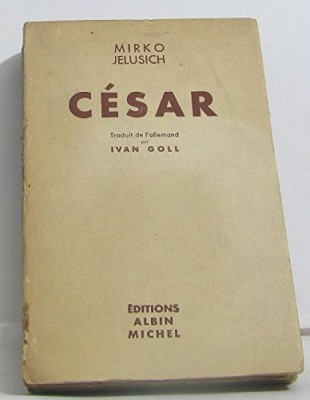 MIRKO
JELUSICH
CÉSAR
Traduit de l'allemand
par
IVAN GOLL
ÉDITIONS
ALBIN
MICHEL